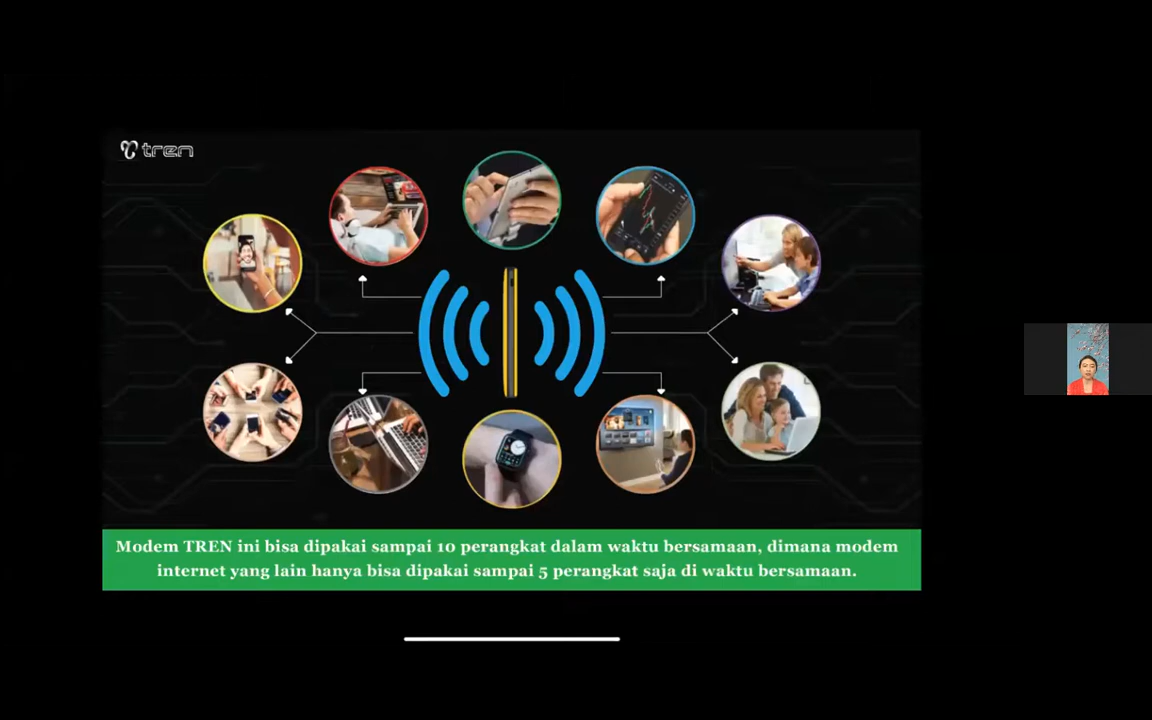 tren
Modem TREN ini bisa dipakai sampai 10 perangkat dalam waktu bersamaan, dimana modem
internet yang lain hanya bisa dipakai sampai 5 perangkat saja di waktu bersamaan.